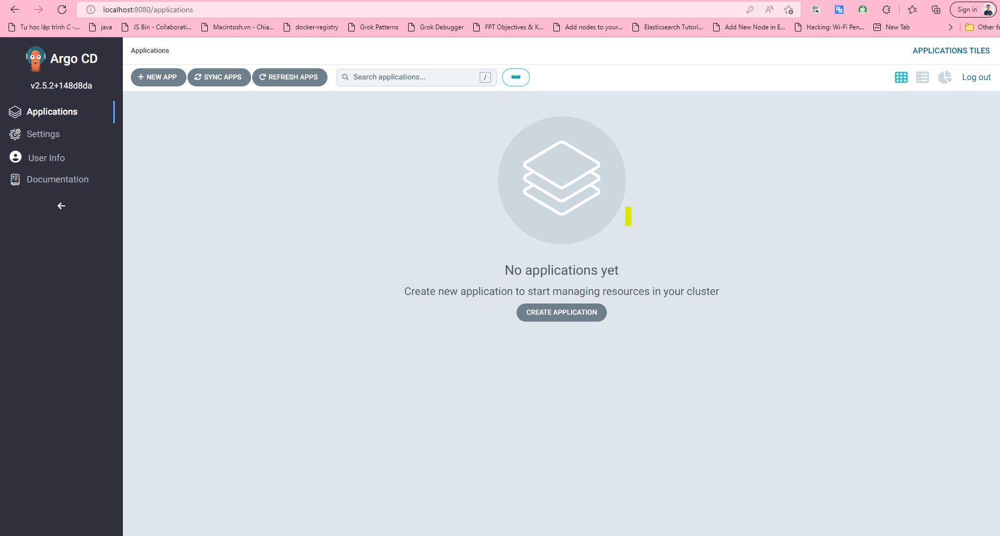 localhost:8080/applications
Sign in
Tự học lập trình C -...
java
JS Bin - Collaborati...
Macintosh.vn - Chia...
docker-registry
Grok Patterns
Grok Debugger
FPT Objectives & K...
Add nodes to your...
Elasticsearch Tutori...
Add New Node in E...
Hacking: Wi-Fi Pen...
New Tab
Other fa
Argo CD
v2.5.2+148d8da
Applications
Settings
User Info
Documentation
Applications
APPLICATIONS TILES
NEW APP
SYNC APPS
REFRESH APPS
Search applications...
/
Log out
No applications yet
Create new application to start managing resources in your cluster
CREATE APPLICATION